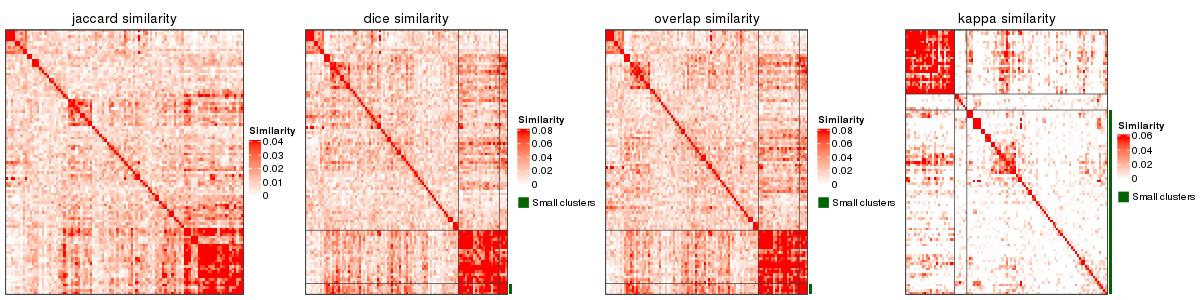 jaccard similarity
Similarity
0.04
0.03
0.02
0.01
0
dice similarity
Similarity
0.08
0.06
0.04
0.02
0
Small clusters
overlap similarity
Similarity
0.08
0.06
0.04
0.02
0
Small clusters
kappa similarity
Similarity
0.06
0.04
0.02
0
Small clusters